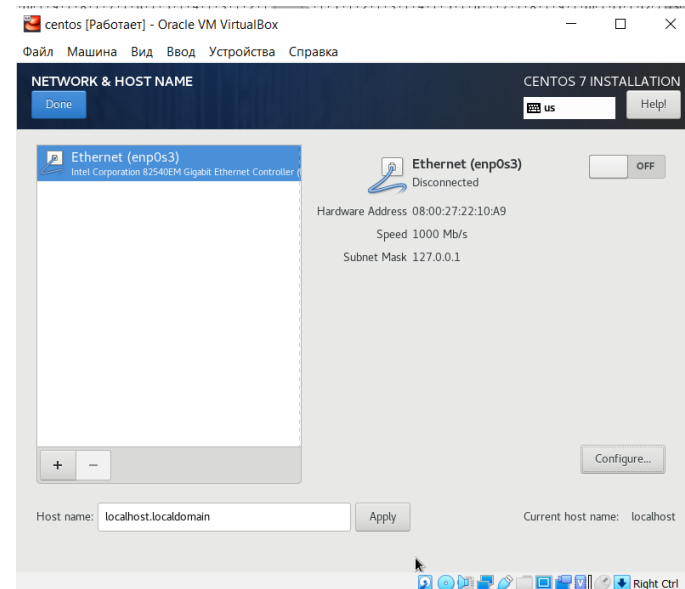 centos [Работает] - Oracle VM VirtualBox
Файл Машина Вид Ввод Устройства Справка
NETWORK & HOST NAME
CENTOS 7 INSTALLATION
Done
us
Help!
Ethernet (enp0s3)
Intel Corporation 82540EM Gigabit Ethernet Controller (
Ethernet (enp0s3)
Disconnected
OFF
Hardware Address 08:00:27:22:10:A9
Speed 1000 Mb/s
Subnet Mask 127.0.0.1
+ −
Configure...
Host name: localhost.localdomain Apply Current host name: localhost
Right Ctrl